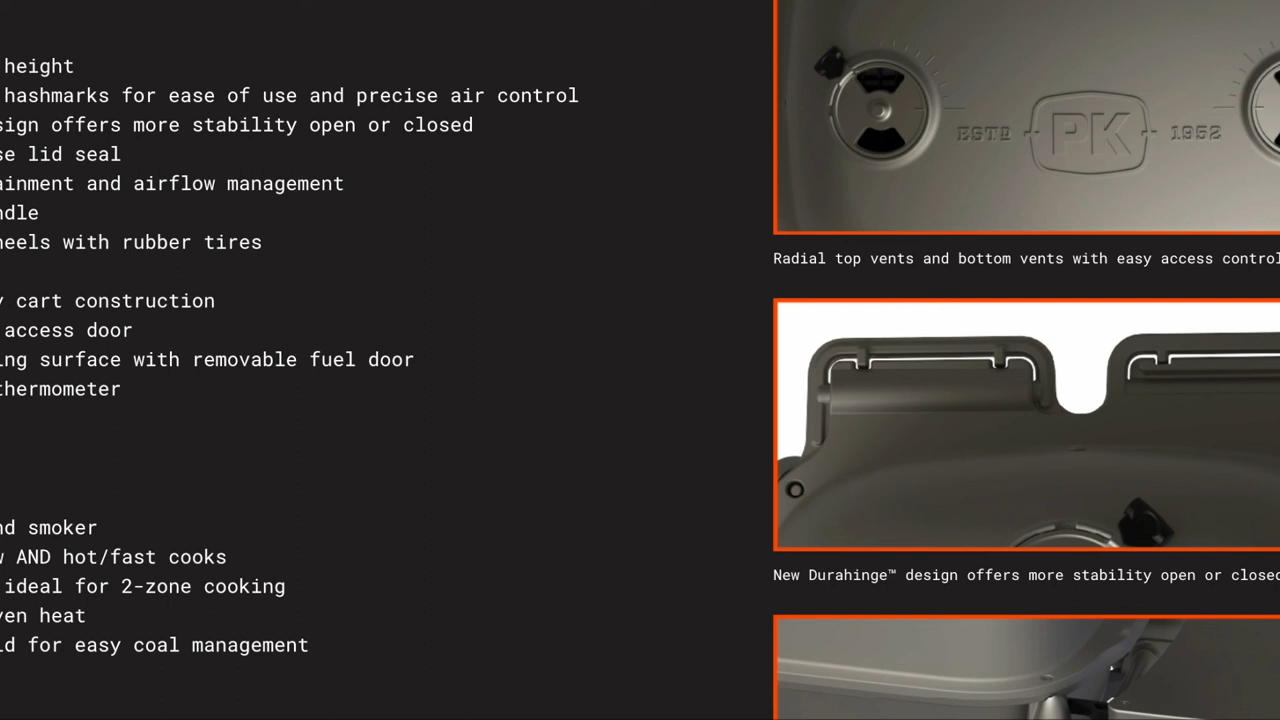 height
hashmarks for ease of use and precise air control
sign offers more stability open or closed
se lid seal
ainment and airflow management
ndle
heels with rubber tires
y cart construction
access door
ing surface with removable fuel door
thermometer
nd smoker
w AND hot/fast cooks
ideal for 2-zone cooking
ven heat
ld for easy coal management
ESTD PK 1952
Radial top vents and bottom vents with easy access control
New Durahinge™ design offers more stability open or closed